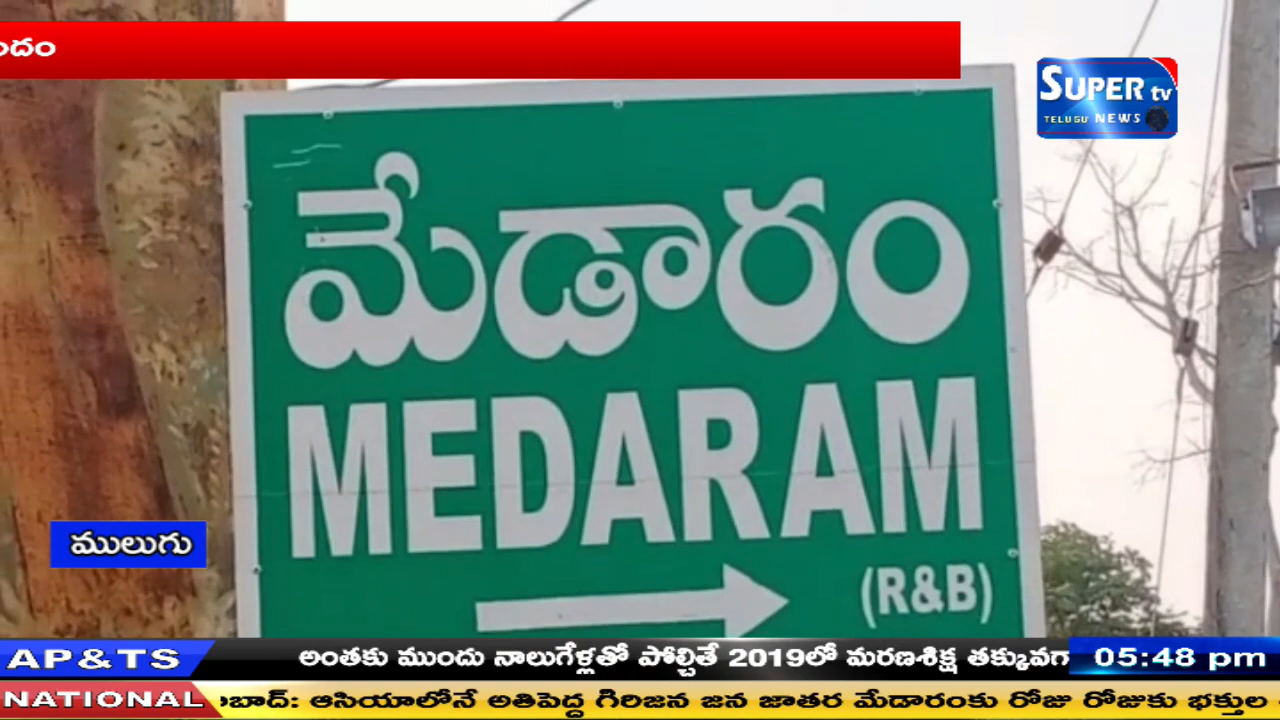 ందం
SUPER tv
TELUGU NEWS
మేడారం
MEDARAM
(R&B)
ములుగు
AP&TS
అంతకు ముందు నాలుగేళ్లతో పోల్చితే 2019లో మరణశిక్ష తక్కువగా
05:48 pm
NATIONAL
బాద్: ఆసియాలోనే అతిపెద్ద గిరిజన జన జాతర మేడారంకు రోజు రోజుకు భక్తుల